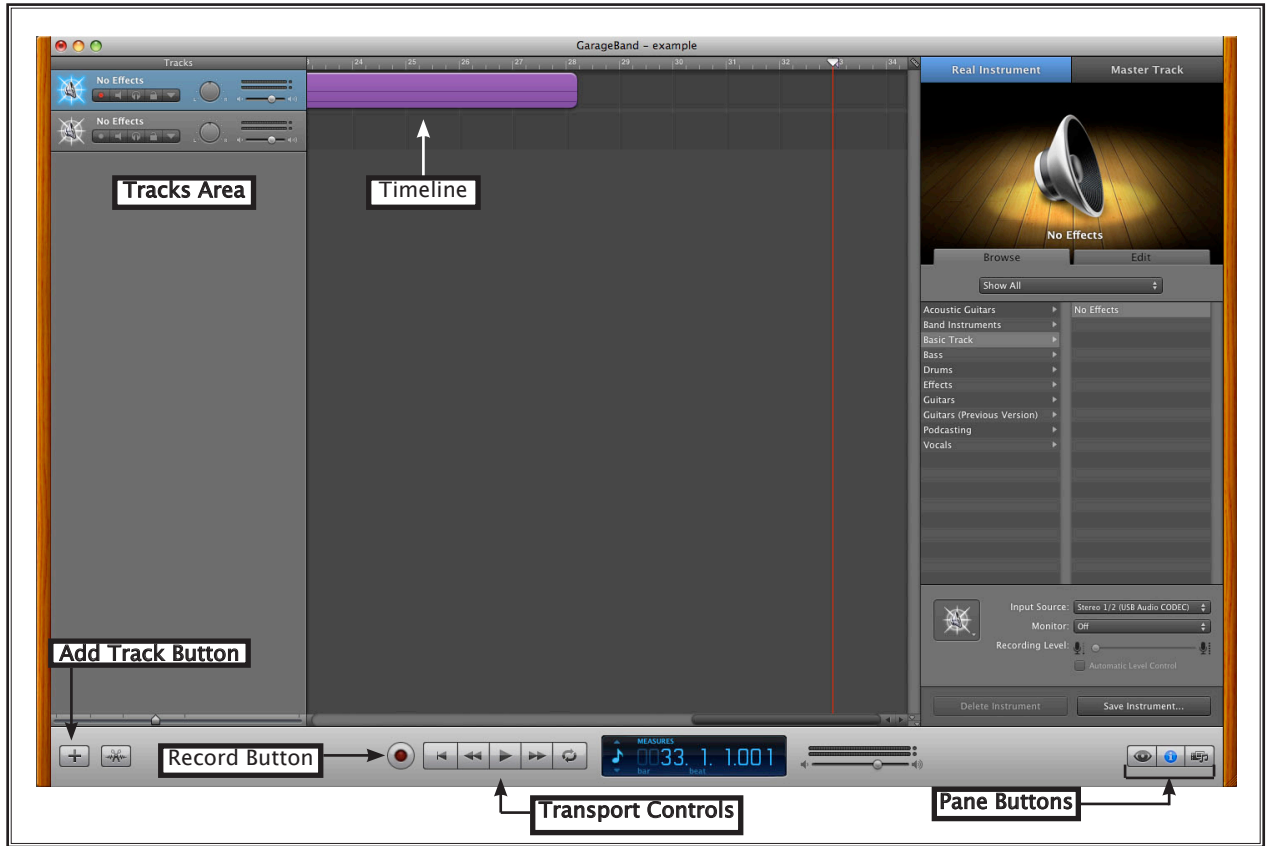 GarageBand – example
Tracks
24 25 26 27 28 29 30 31 32 33 34
No Effects
No Effects
Tracks Area
Timeline
Real Instrument
Master Track
No Effects
Browse
Edit
Show All
Acoustic Guitars
No Effects
Band Instruments
Basic Track
Bass
Drums
Effects
Guitars
Guitars (Previous Version)
Podcasting
Vocals
Input Source: Stereo 1/2 (USB Audio CODEC)
Monitor: Off
Recording Level:
Automatic Level Control
Delete Instrument
Save Instrument...
Add Track Button
Record Button
MEASURES
33. 1. 1.001
bar beat
Transport Controls
Pane Buttons